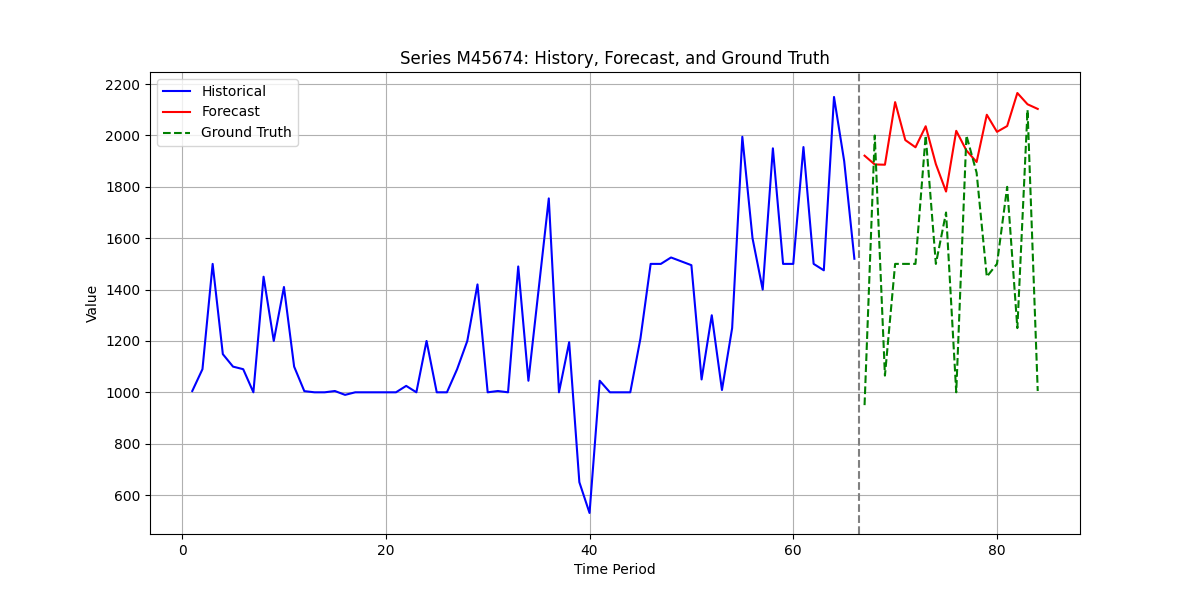 Series M45674: History, Forecast, and Ground Truth
Historical
Forecast
Ground Truth
2200
2000
1800
1600
1400
1200
1000
800
600
Value
0 20 40 60 80
Time Period